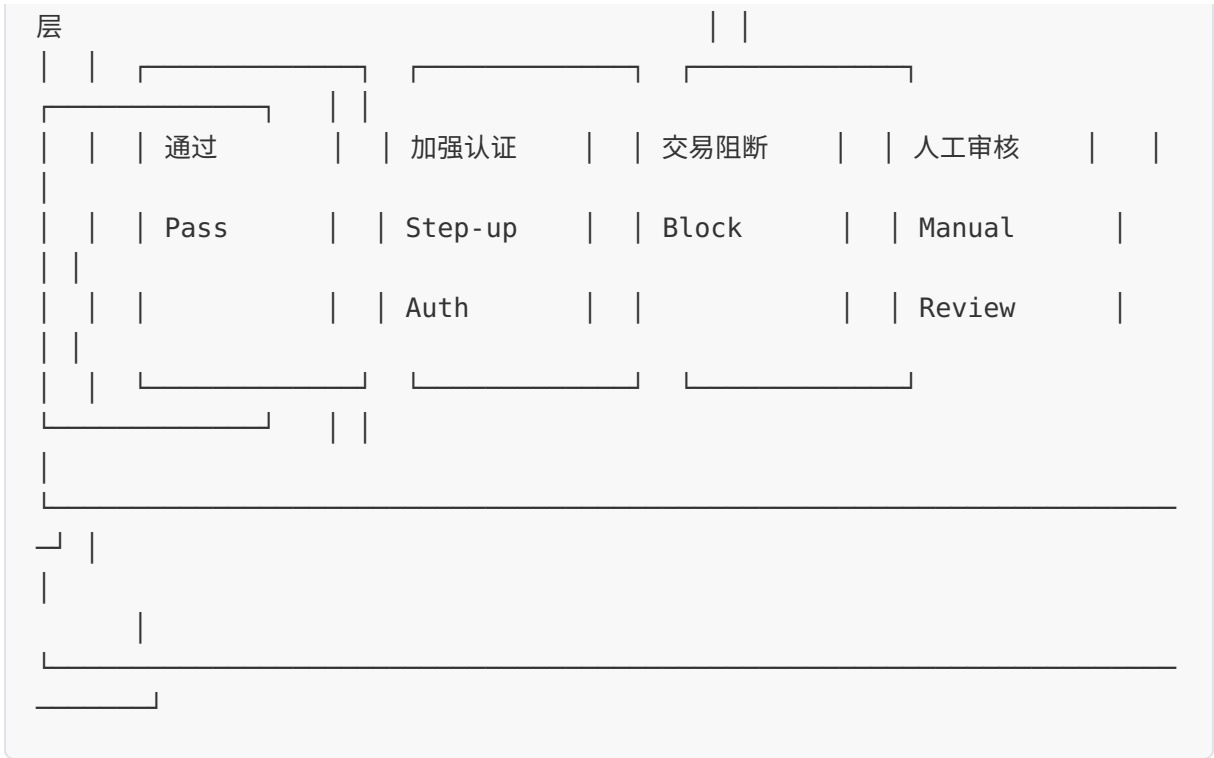 层 │ │
│ │ ┌─────────────┐ ┌─────────────┐ ┌─────────────┐
┌─────────────┐ │ │
│ │ │ 通过 │ │ 加强认证 │ │ 交易阻断 │ │ 人工审核 │ │
│
│ │ │ Pass │ │ Step-up │ │ Block │ │ Manual │
│ │
│ │ │ │ │ Auth │ │ │ │ Review │
│ │
│ │ └─────────────┘ └─────────────┘ └─────────────┘
└─────────────┘ │ │
│
└──────────────────────────────────────────────────────────────────────
─┘ │
│
│
└──────────────────────────────────────────────────────────────────────
───────┘